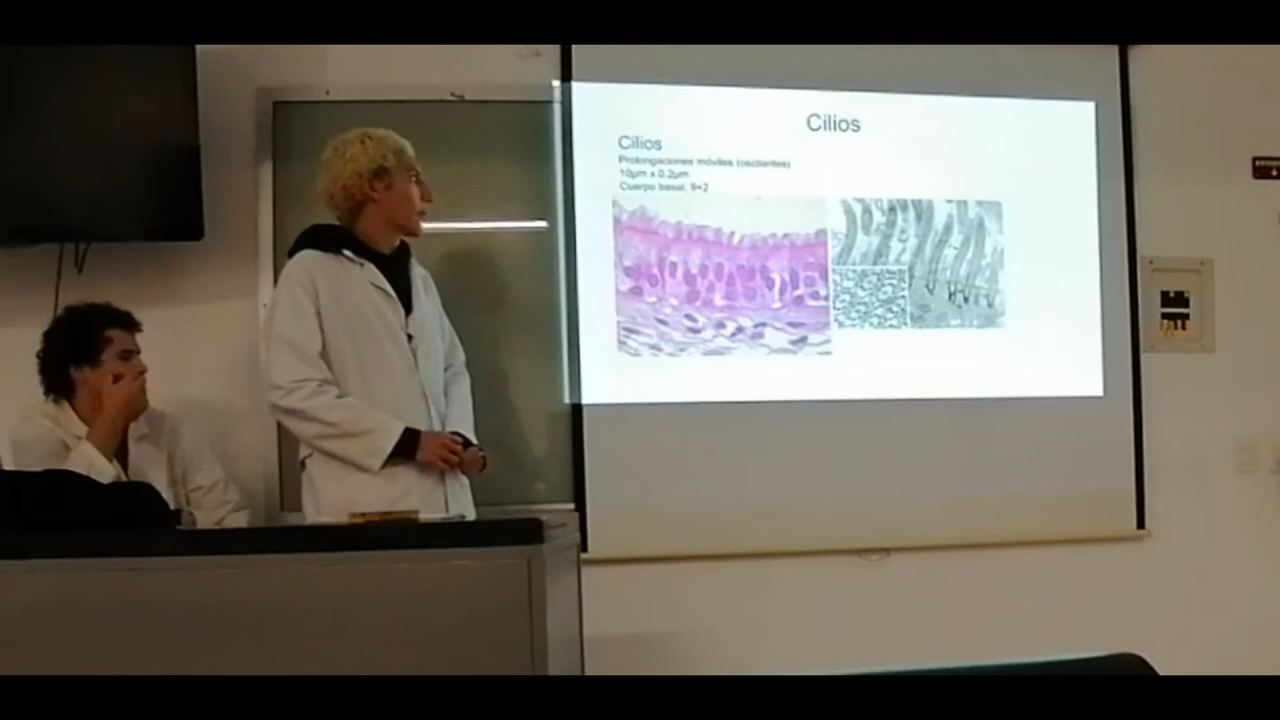 Cilios
Cilios
Prolongaciones móviles (oscilantes)
10µm x 0.2µm
Cuerpo basal, 9+2